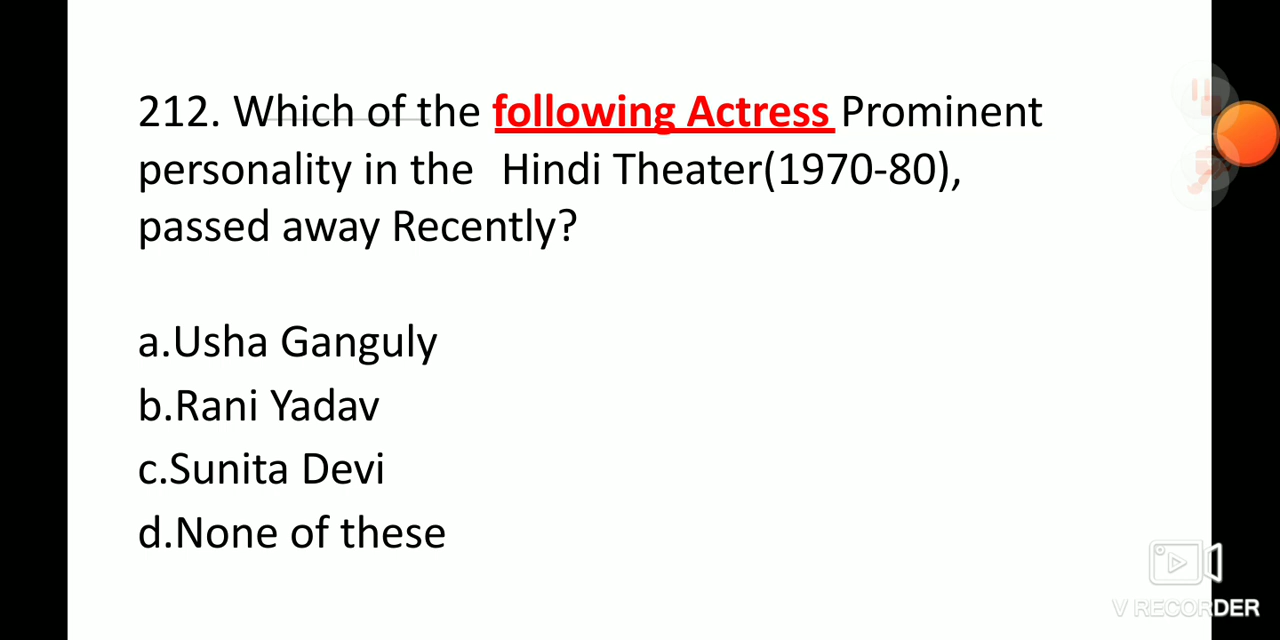 212. Which of the following Actress Prominent
personality in the Hindi Theater(1970-80),
passed away Recently?
a.Usha Ganguly
b.Rani Yadav
c.Sunita Devi
d.None of these
V RECORDER